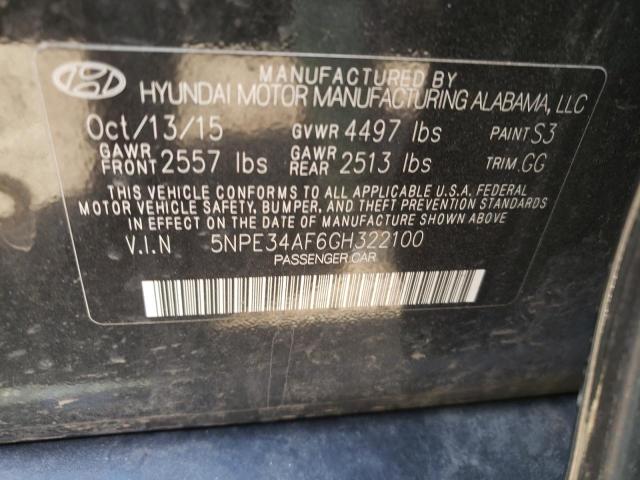 MANUFACTURED BY
HYUNDAI MOTOR MANUFACTURING ALABAMA, LLC
Oct/13/15 GVWR 4497 lbs PAINT S3
GAWR FRONT 2557 lbs GAWR REAR 2513 lbs TRIM. GG
THIS VEHICLE CONFORMS TO ALL APPLICABLE U.S.A. FEDERAL
MOTOR VEHICLE SAFETY, BUMPER, AND THEFT PREVENTION STANDARDS
IN EFFECT ON THE DATE OF MANUFACTURE SHOWN ABOVE
V.I.N 5NPE34AF6GH322100
PASSENGER CAR